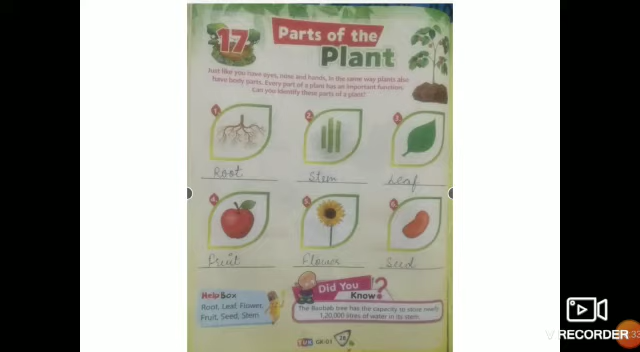 17
Parts of the
Plant
Just like you have eyes, nose and hands, in the same way plants also
have body parts. Every part of a plant has an important function.
Can you identify these parts of a plant?
1.
2.
3.
Root
Stem
Leaf
4.
5.
6.
Fruit
Flower
Seed
Help Box
Root, Leaf, Flower,
Fruit, Seed, Stem.
Did You
Know?
The Baobab tree has the capacity to store
1,20,000 litres of water in its stem.
GK-01
VRECORDER